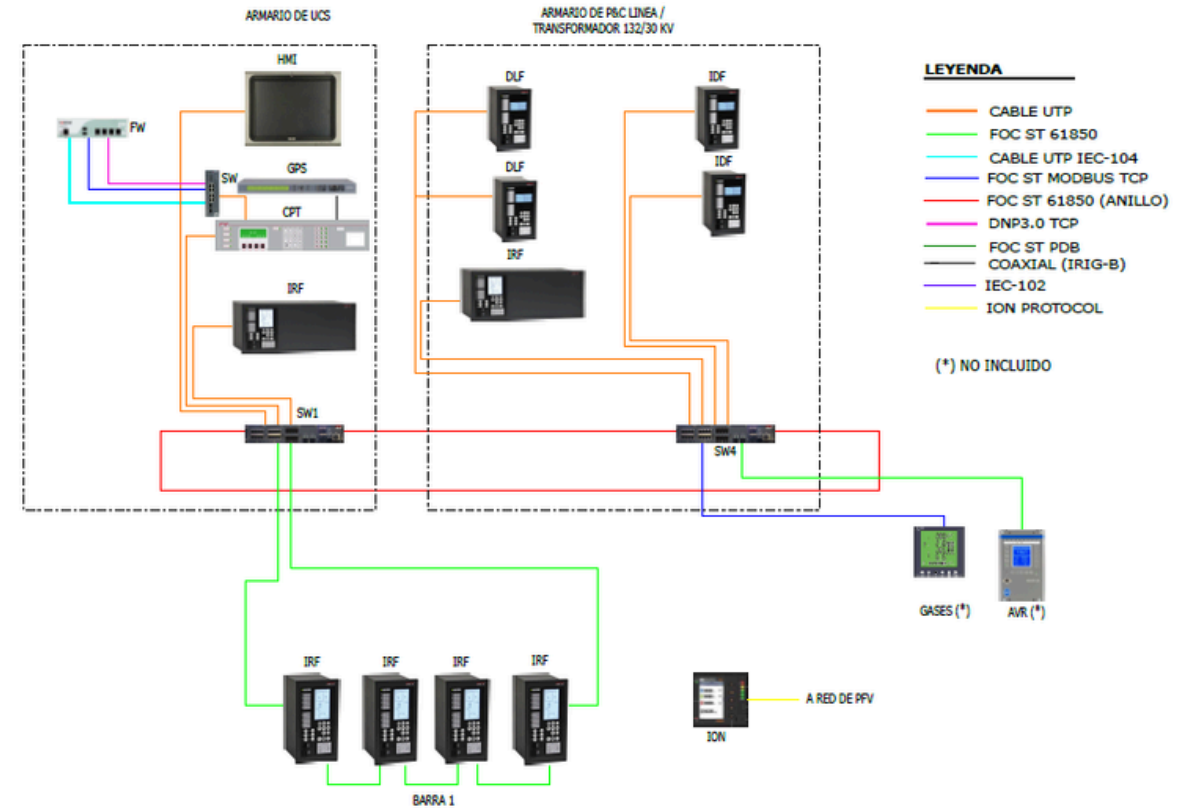 ARMARIO DE UCS
ARMARIO DE P&C LINEA /
TRANSFORMADOR 132/30 KV
HMI
FW
SW
GPS
CPT
IRF
SW1
DLF
DLF
IRF
IDF
IDF
SW4
LEYENDA
CABLE UTP
FOC ST 61850
CABLE UTP IEC-104
FOC ST MODBUS TCP
FOC ST 61850 (ANILLO)
DNP3.0 TCP
FOC ST PDB
COAXIAL (IRIG-B)
IEC-102
ION PROTOCOL
(*) NO INCLUIDO
GASES (*)
AVR (*)
IRF
IRF
IRF
IRF
BARRA 1
ION
A RED DE PFV